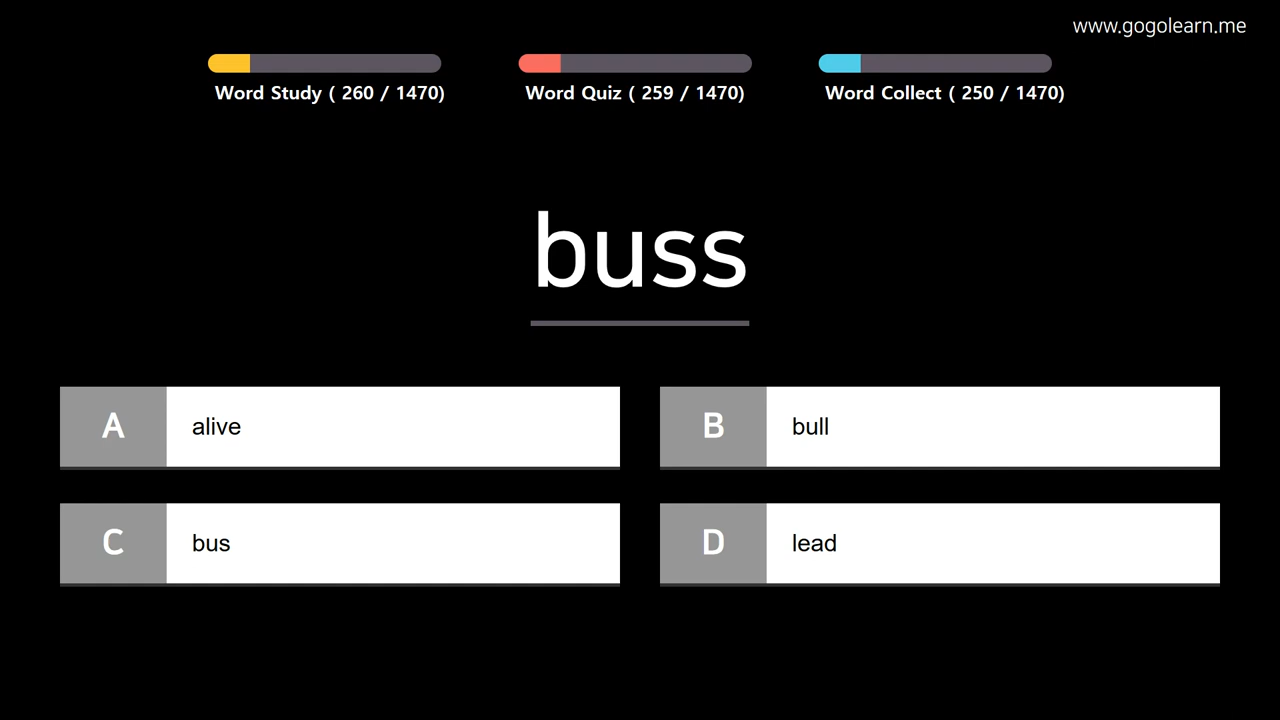 www.gogolearn.me
Word Study ( 260 / 1470)
Word Quiz ( 259 / 1470)
Word Collect ( 250 / 1470)
buss
A alive
B bull
C bus
D lead